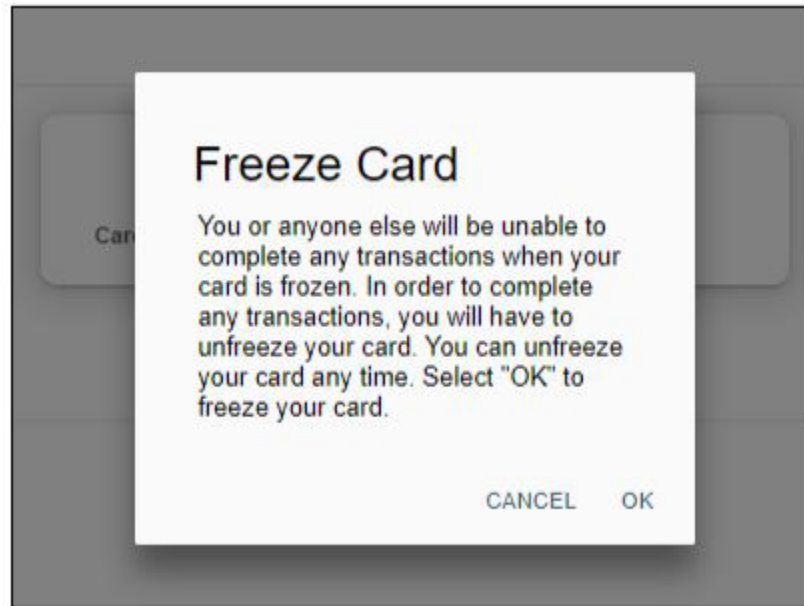 Freeze Card
You or anyone else will be unable to
complete any transactions when your
card is frozen. In order to complete
any transactions, you will have to
unfreeze your card. You can unfreeze
your card any time. Select "OK" to
freeze your card.
CANCEL OK